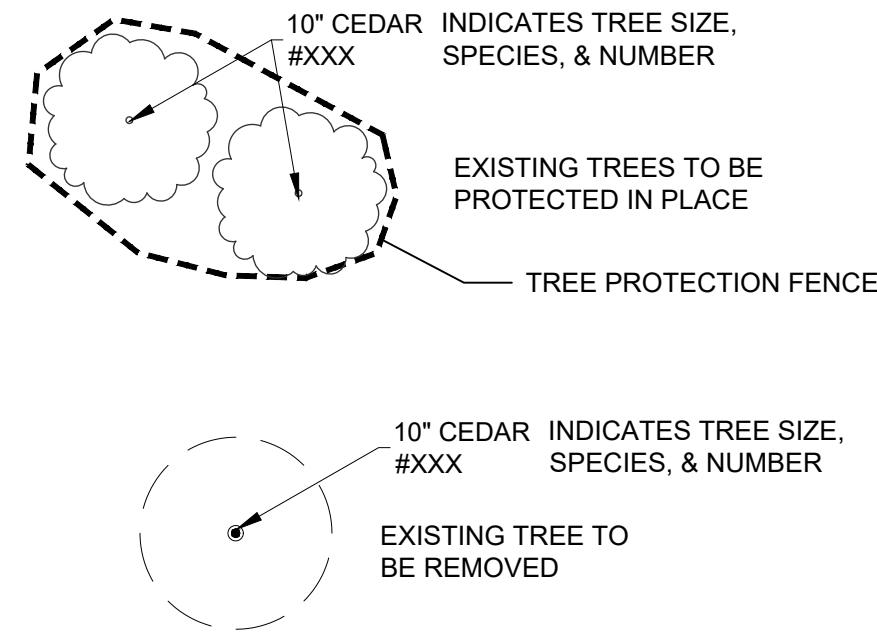 10" CEDAR INDICATES TREE SIZE,
#XXX SPECIES, & NUMBER
EXISTING TREES TO BE
PROTECTED IN PLACE
TREE PROTECTION FENCE
10" CEDAR INDICATES TREE SIZE,
#XXX SPECIES, & NUMBER
EXISTING TREE TO
BE REMOVED